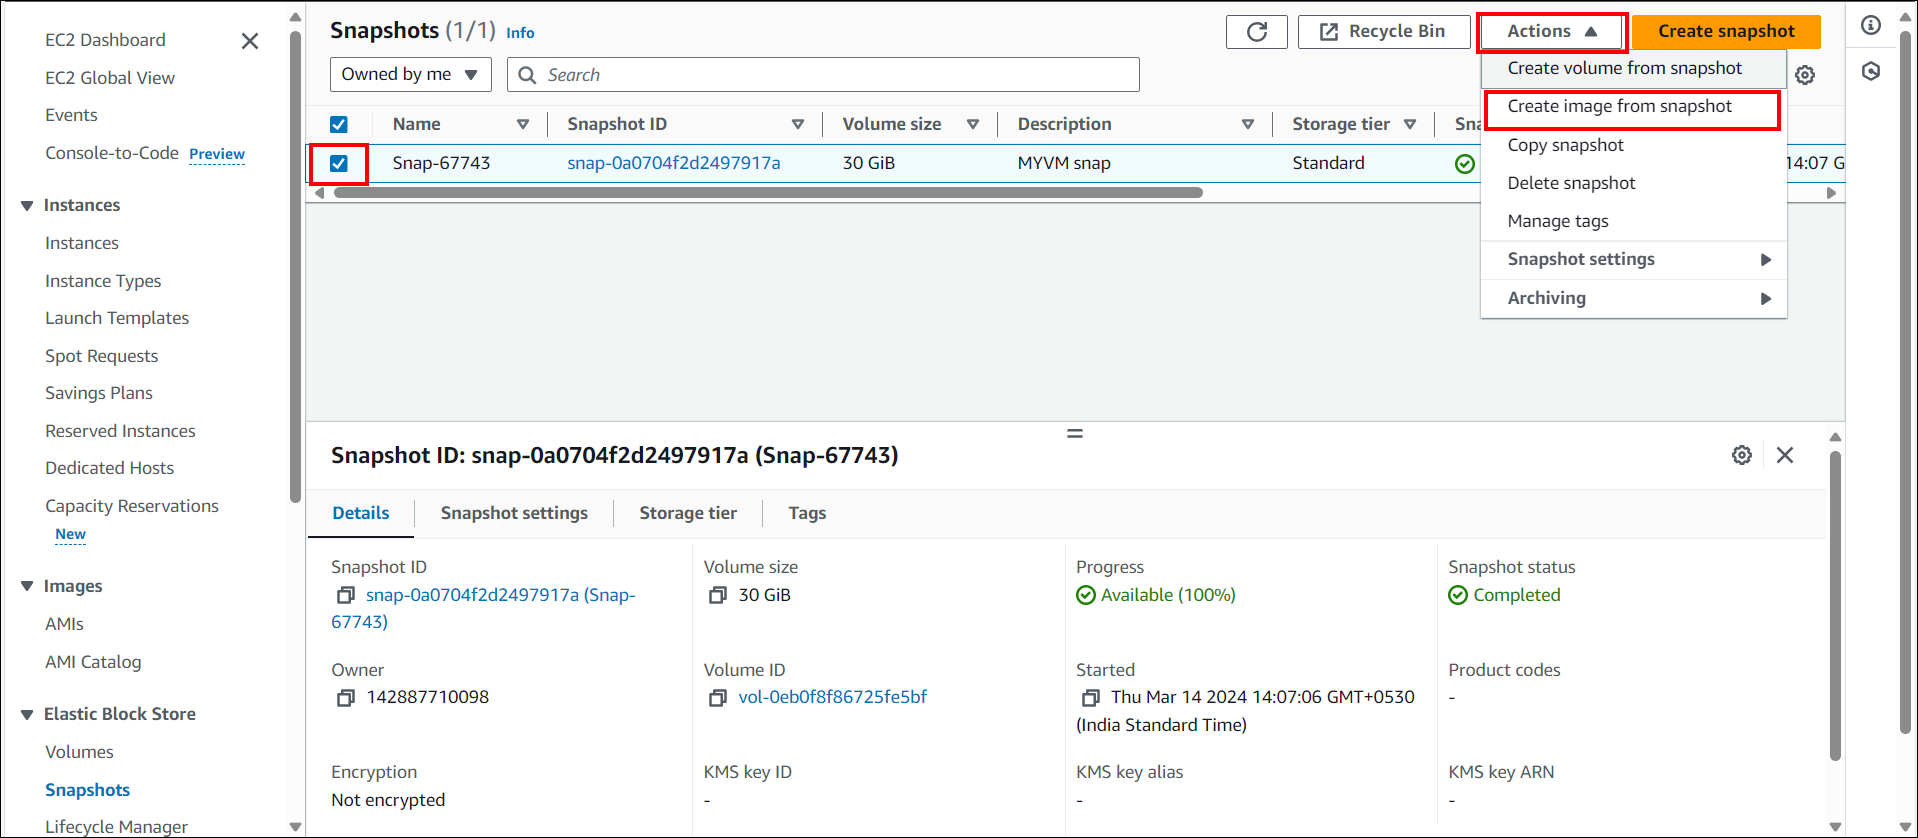 EC2 Dashboard
EC2 Global View
Events
Console-to-Code Preview
Instances
Instances
Instance Types
Launch Templates
Spot Requests
Savings Plans
Reserved Instances
Dedicated Hosts
Capacity Reservations
New
Images
AMIs
AMI Catalog
Elastic Block Store
Volumes
Snapshots
Lifecycle Manager
Snapshots (1/1) Info
Recycle Bin
Actions
Create snapshot
Owned by me
Search
Create volume from snapshot
Create image from snapshot
Copy snapshot
Delete snapshot
Manage tags
Snapshot settings
Archiving
Name Snapshot ID Volume size Description Storage tier Sna
Snap-67743 snap-0a0704f2d2497917a 30 GiB MYVM snap Standard 14:07 G
Snapshot ID: snap-0a0704f2d2497917a (Snap-67743)
Details Snapshot settings Storage tier Tags
Snapshot ID
snap-0a0704f2d2497917a (Snap-
67743)
Volume size
30 GiB
Progress
Available (100%)
Snapshot status
Completed
Owner
142887710098
Volume ID
vol-0eb0f8f86725fe5bf
Started
Thu Mar 14 2024 14:07:06 GMT+0530
(India Standard Time)
Product codes
-
Encryption
Not encrypted
KMS key ID
-
KMS key alias
-
KMS key ARN
-